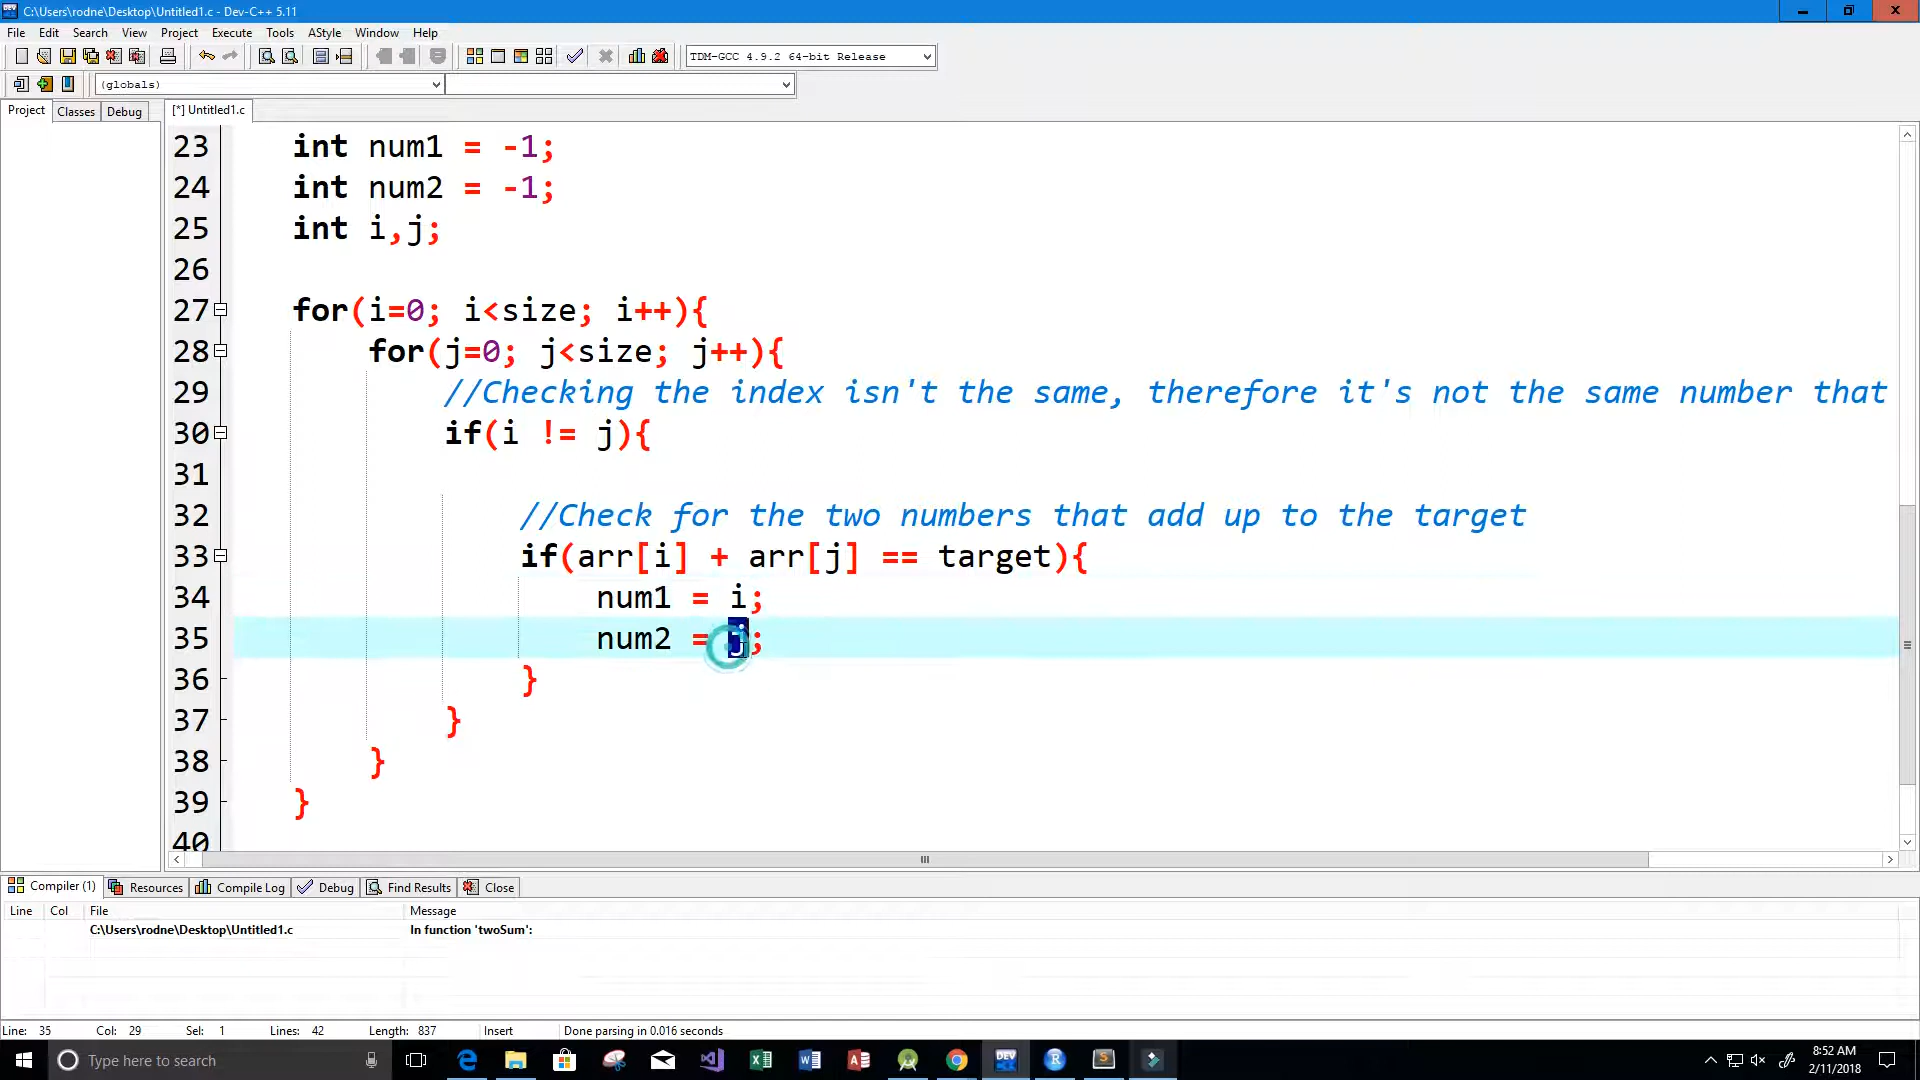 C:\Users\rodne\Desktop\Untitled1.c - Dev-C++ 5.11
File Edit Search View Project Execute Tools AStyle Window Help
TDM-GCC 4.9.2 64-bit Release
(globals)
Project Classes Debug [*] Untitled1.c
23 int num1 = -1;
24 int num2 = -1;
25 int i,j;
26
27 for(i=0; i<size; i++){
28 for(j=0; j<size; j++){
29 //Checking the index isn't the same, therefore it's not the same number that
30 if(i != j){
31
32 //Check for the two numbers that add up to the target
33 if(arr[i] + arr[j] == target){
34 num1 = i;
35 num2 = j;
36 }
37 }
38 }
39 }
40
Compiler (1) Resources Compile Log Debug Find Results Close
Line Col File Message
C:\Users\rodne\Desktop\Untitled1.c In function 'twoSum':
Line: 35 Col: 29 Sel: 1 Lines: 42 Length: 837 Insert Done parsing in 0.016 seconds
Type here to search
8:52 AM
2/11/2018